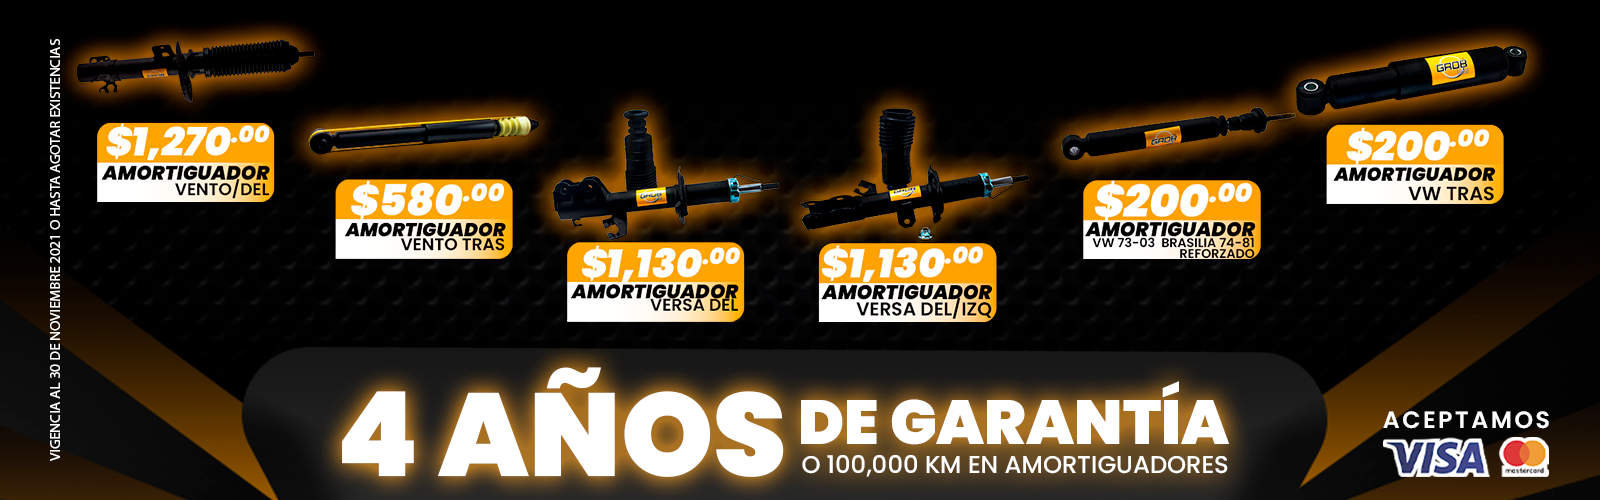 VIGENCIA AL 30 DE NOVIEMBRE 2021 O HASTA AGOTAR EXISTENCIAS
$1,270.00
AMORTIGUADOR
VENTO/DEL
$580.00
AMORTIGUADOR
VENTO TRAS
GROB
$1,130.00
AMORTIGUADOR
VERSA DEL
GROB
$1,130.00
AMORTIGUADOR
VERSA DEL/IZQ
GROB
$200.00
AMORTIGUADOR
VW 73-03 BRASILIA 74-81
REFORZADO
GROB
$200.00
AMORTIGUADOR
VW TRAS
4 AÑOS DE GARANTÍA
O 100,000 KM EN AMORTIGUADORES
ACEPTAMOS
VISA
mastercard